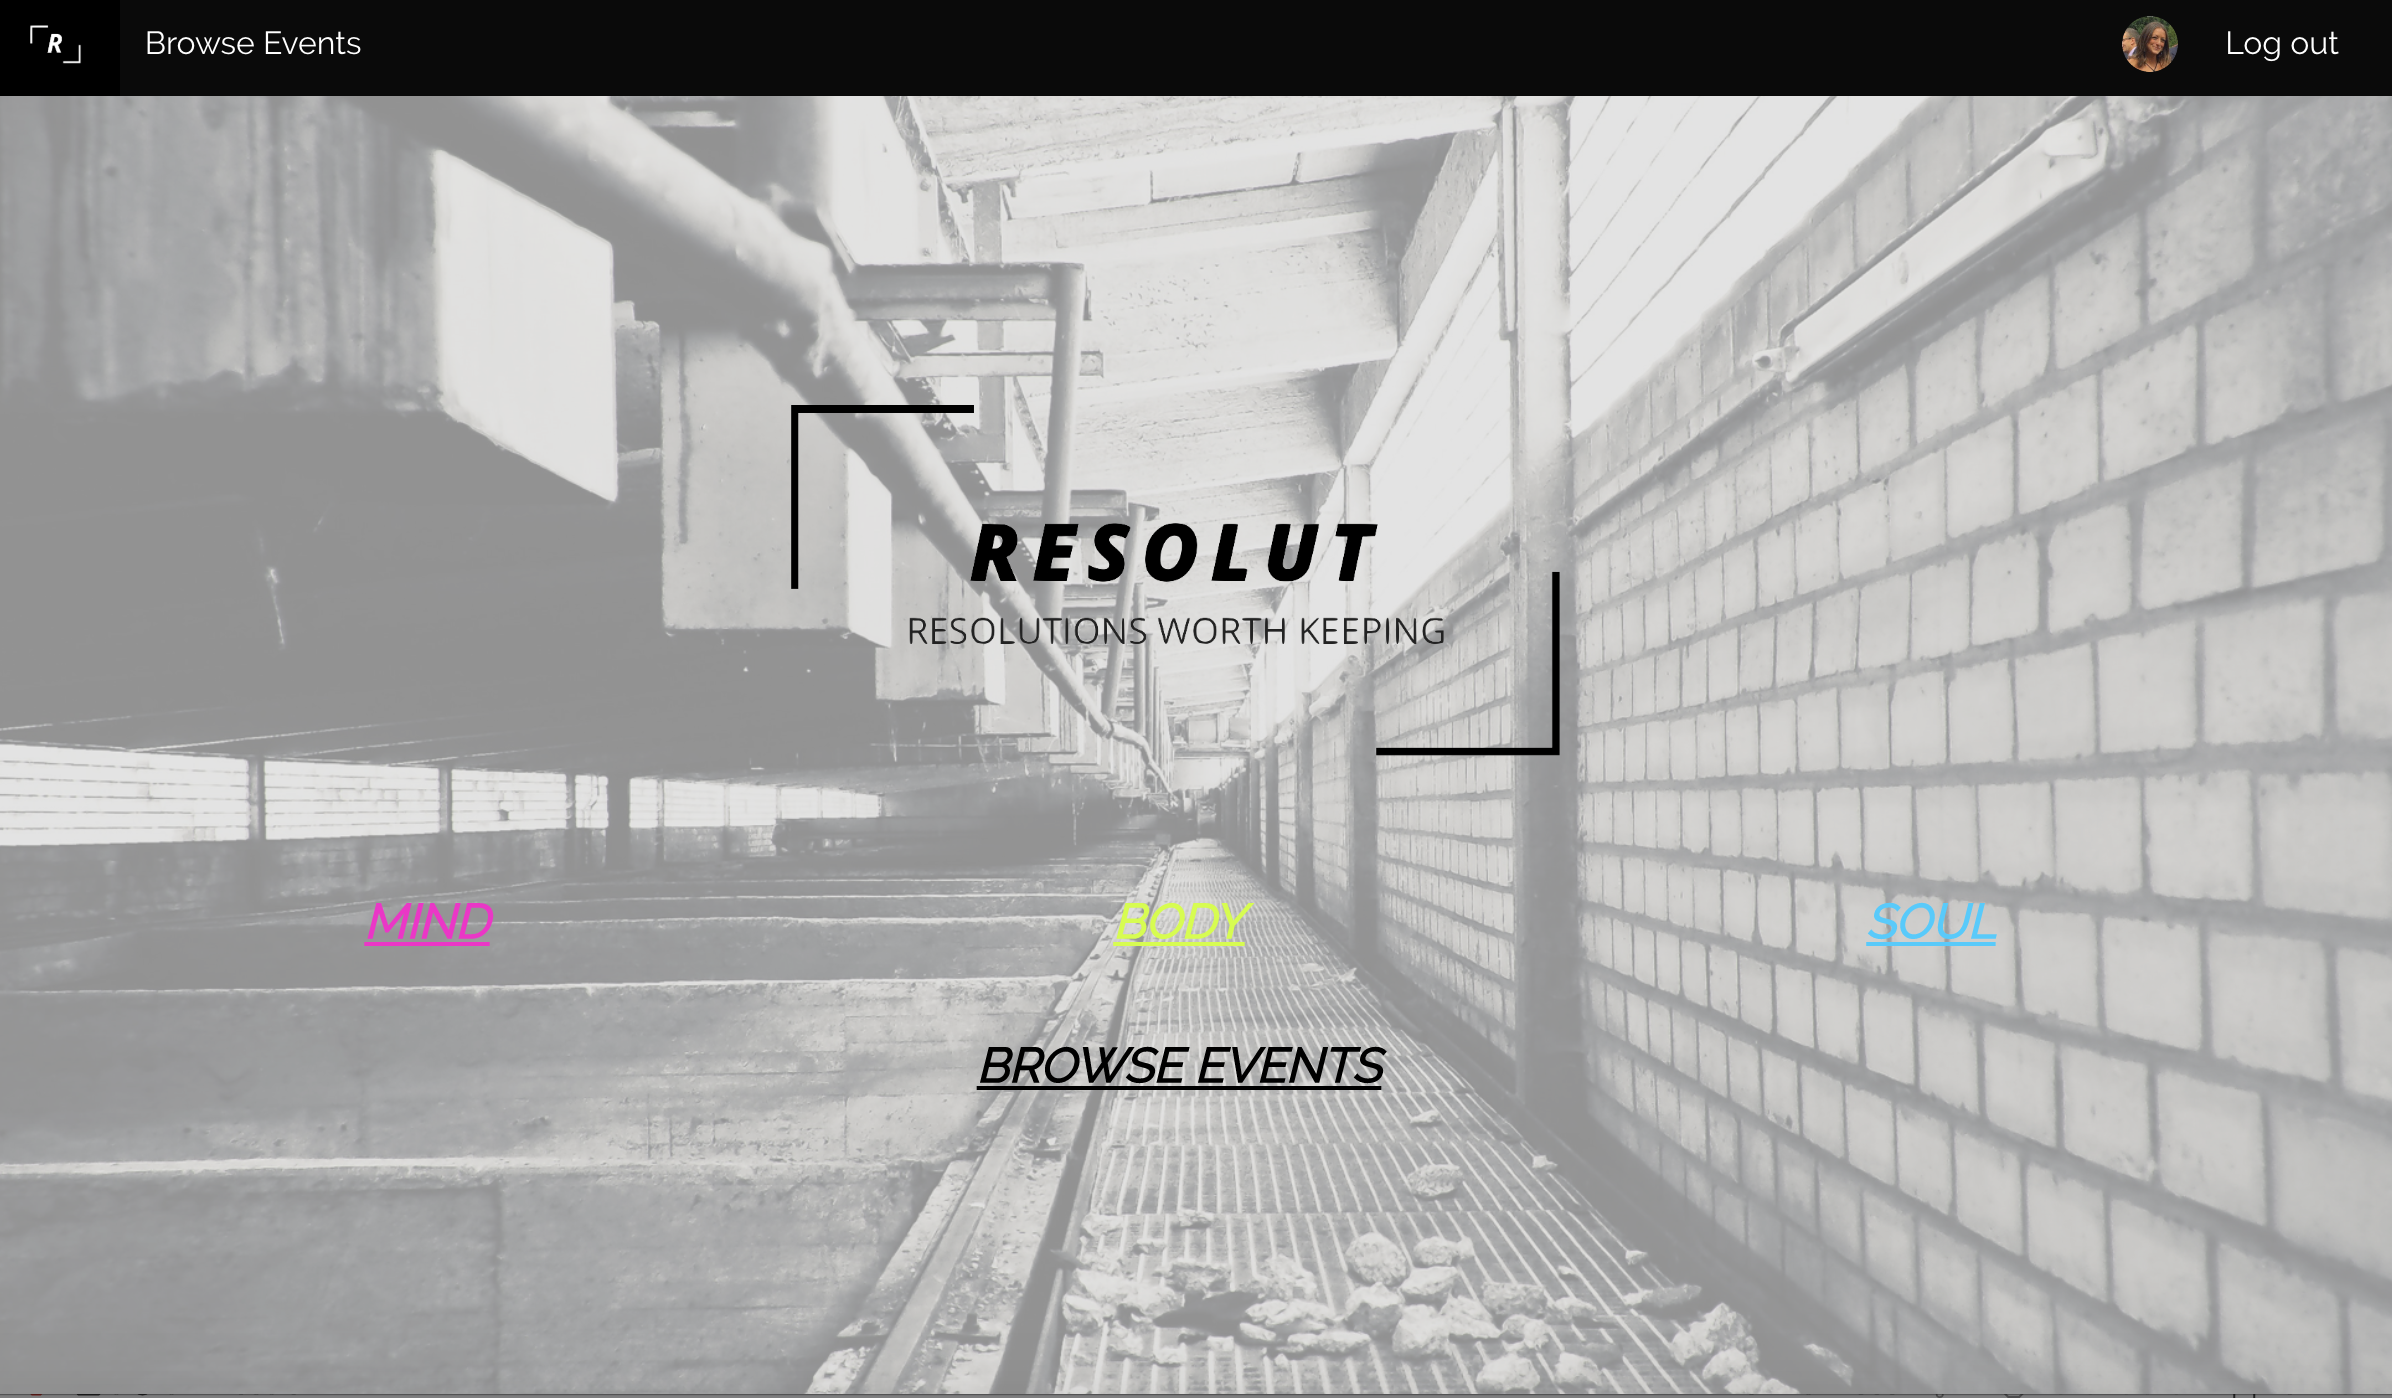 R
Browse Events
Log out
RESOLUT
RESOLUTIONS WORTH KEEPING
MIND
BODY
SOUL
BROWSE EVENTS